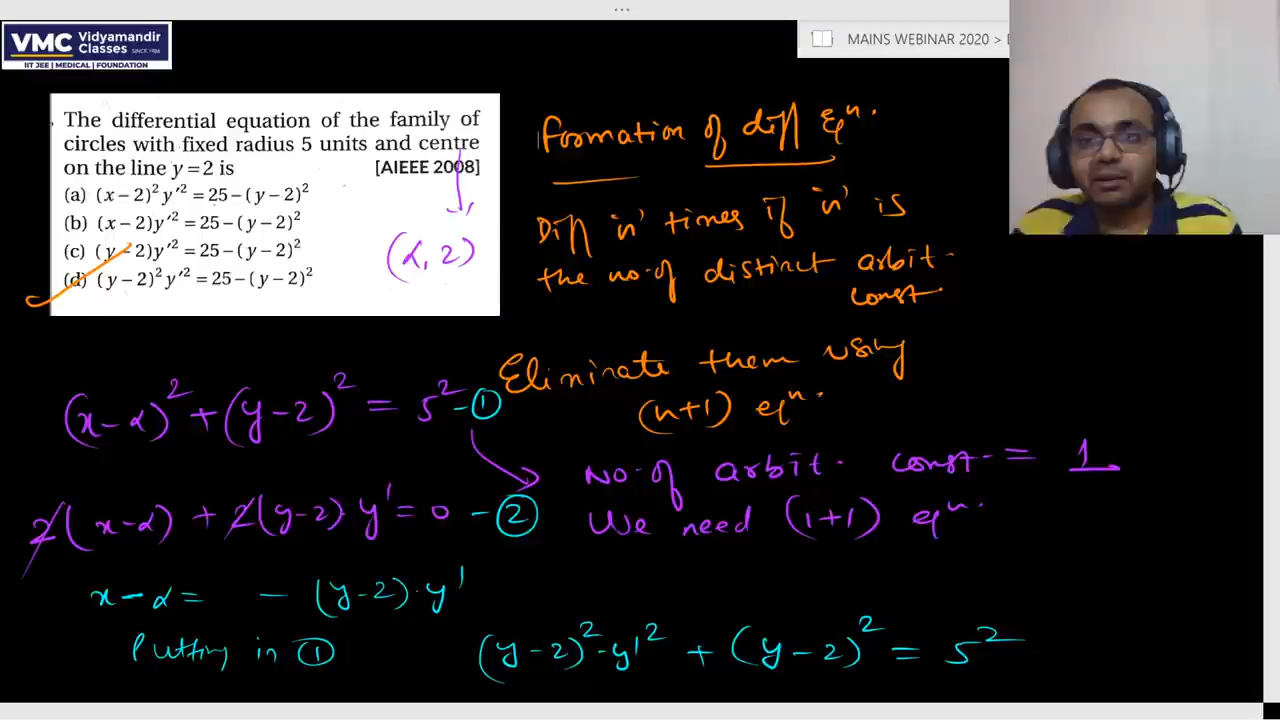 VMC Vidyamandir Classes SINCE 1986
IIT JEE | MEDICAL | FOUNDATION
MAINS WEBINAR 2020 >
The differential equation of the family of
circles with fixed radius 5 units and centre
on the line y = 2 is [AIEEE 2008]
(a) (x – 2)² y′² = 25 – (y – 2)²
(b) (x – 2)y′² = 25 – (y – 2)²
(c) (y – 2)y′² = 25 – (y – 2)²
(d) (y – 2)² y′² = 25 – (y – 2)²
(α, 2)
Formation of diff Eqⁿ.
Diff 'n' times if 'n' is
the no. of distinct arbit.
const.
Eliminate them using
(n+1) eqⁿ.
(x-α)² + (y-2)² = 5² - ①
No. of arbit. const. = 1
2(x-α) + 2(y-2) y' = 0 - ②
We need (1+1) eqⁿ.
x-α = - (y-2). y'
Putting in ①
(y-2)². y'² + (y-2)² = 5²